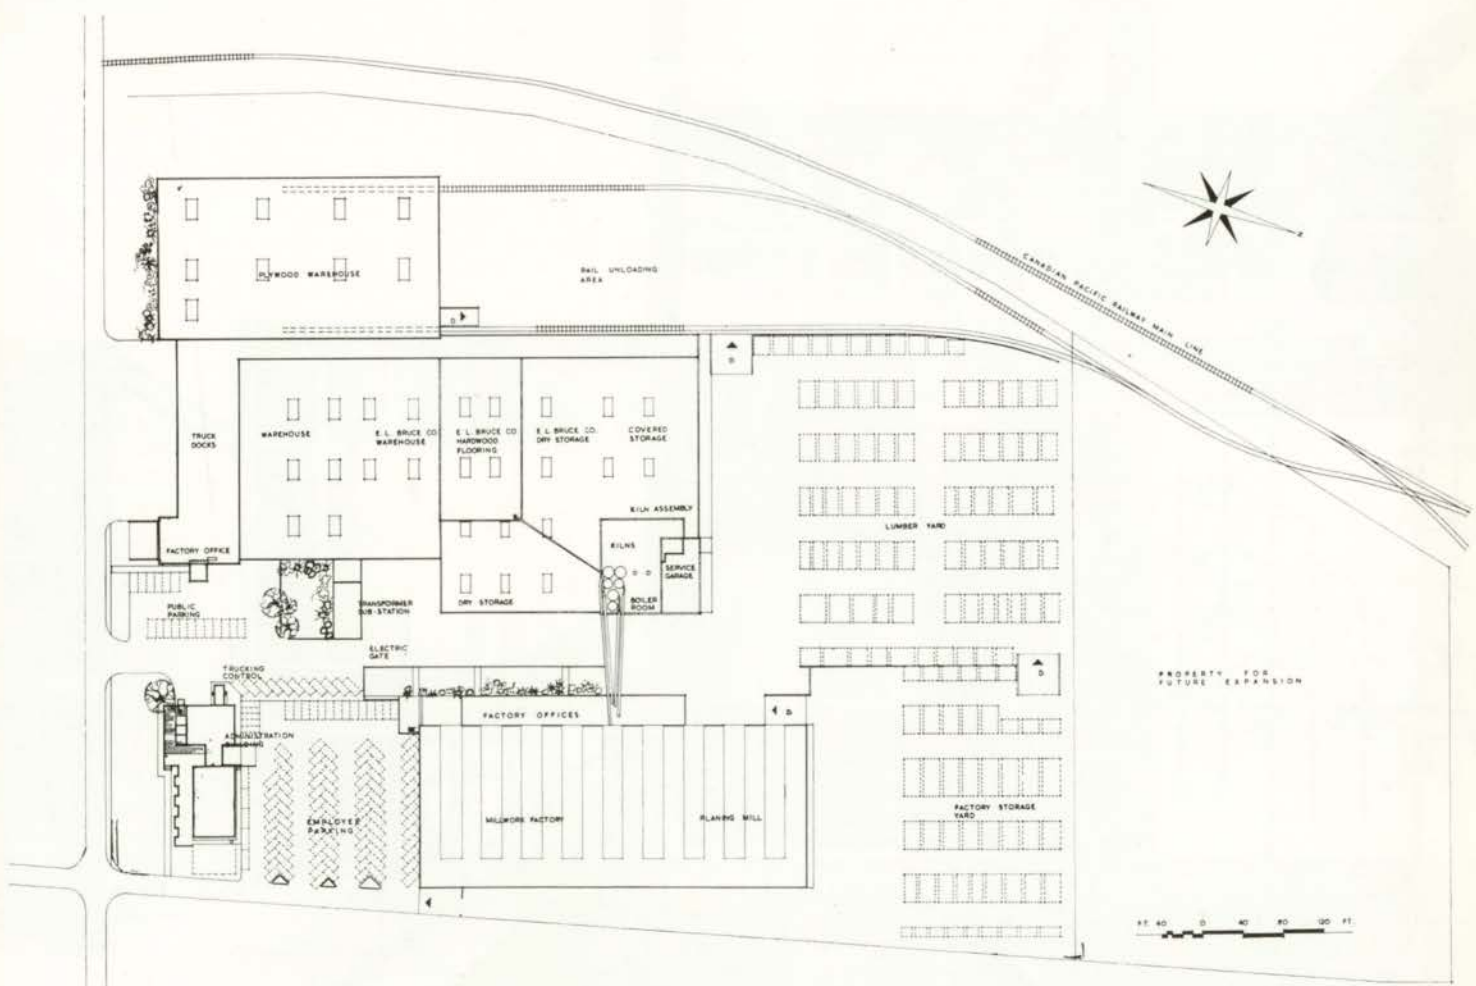 PLYWOOD WAREHOUSE
RAIL UNLOADING
AREA
N
CANADIAN PACIFIC RAILWAY MAIN LINE
D
D
TRUCK
DOCKS
WAREHOUSE
E. L. BRUCE CO.
WAREHOUSE
E. L. BRUCE CO.
HARDWOOD
FLOORING
E. L. BRUCE CO.
DRY STORAGE
COVERED
STORAGE
KILN ASSEMBLY
LUMBER YARD
FACTORY OFFICE
KILNS
SERVICE
GARAGE
PUBLIC
PARKING
TRANSFORMER
SUB-STATION
DRY STORAGE
BOILER
ROOM
ELECTRIC
GATE
TRUCKING
CONTROL
D
PROPERTY FOR
FUTURE EXPANSION
FACTORY OFFICES
D
ADMINISTRATION
BUILDING
EMPLOYEE
PARKING
MILLWORK FACTORY
PLANING MILL
FACTORY STORAGE
YARD
FT. 40 0 40 80 120 FT.